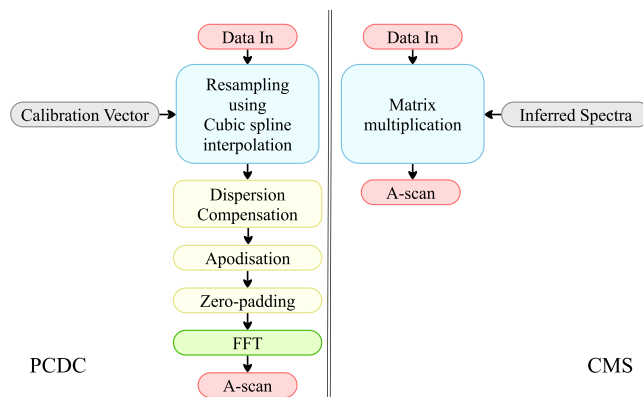 Data In
Resampling
using
Cubic spline
interpolation
Calibration Vector
Dispersion
Compensation
Apodisation
Zero-padding
FFT
A-scan
PCDC
Data In
Matrix
multiplication
Inferred Spectra
A-scan
CMS